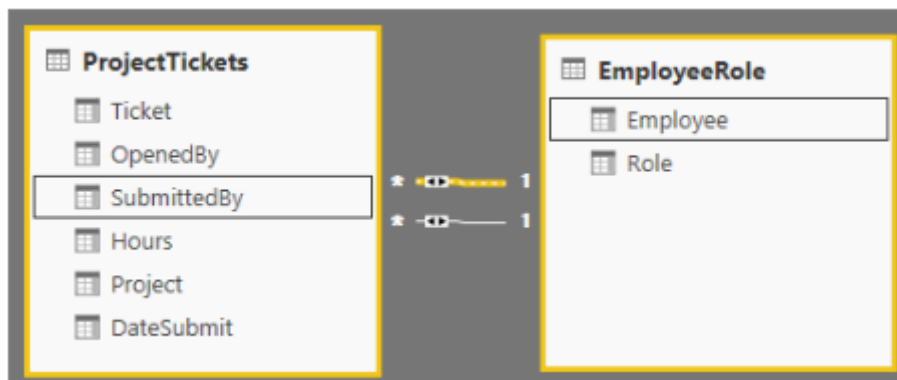 ProjectTickets
Ticket
OpenedBy
SubmittedBy
Hours
Project
DateSubmit
* 1
* 1
EmployeeRole
Employee
Role